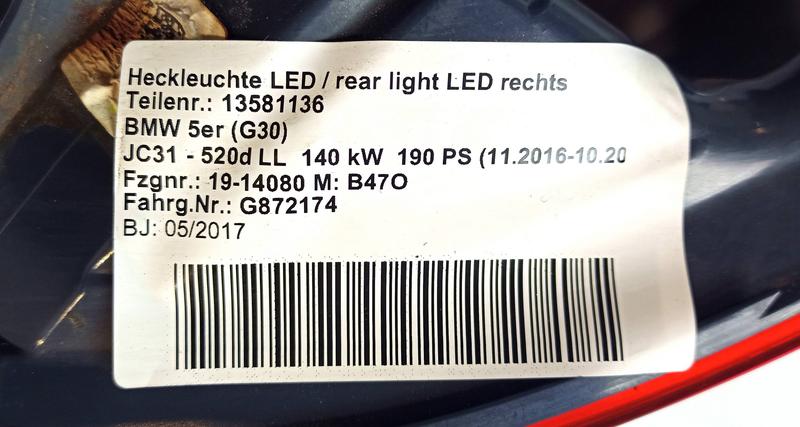 Heckleuchte LED / rear light LED rechts
Teilenr.: 13581136
BMW 5er (G30)
JC31 - 520d LL 140 kW 190 PS (11.2016-10.20
Fzgnr.: 19-14080 M: B47O
Fahrg.Nr.: G872174
BJ: 05/2017